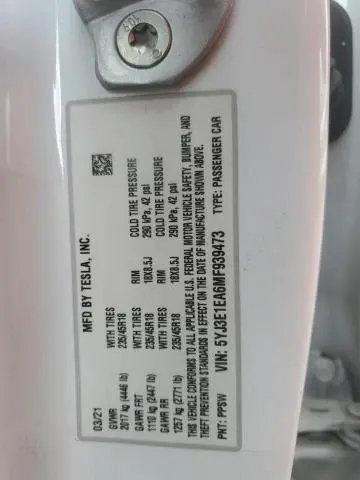 MFD BY TESLA, INC.
03/21
GVWR WITH TIRES
2017 kg (4446 lb) 235/45R18
GAWR FRT WITH TIRES RIM COLD TIRE PRESSURE
1110 kg (2447 lb) 235/45R18 18X8.5J 290 kPa, 42 psi
GAWR RR WITH TIRES RIM COLD TIRE PRESSURE
1257 kg (2771 lb) 235/45R18 18X8.5J 290 kPa, 42 psi
THIS VEHICLE CONFORMS TO ALL APPLICABLE U.S. FEDERAL MOTOR VEHICLE SAFETY, BUMPER, AND
THEFT PREVENTION STANDARDS IN EFFECT ON THE DATE OF MANUFACTURE SHOWN ABOVE.
VIN: 5YJ3E1EA6MF939473
PNT: PPSW TYPE: PASSENGER CAR